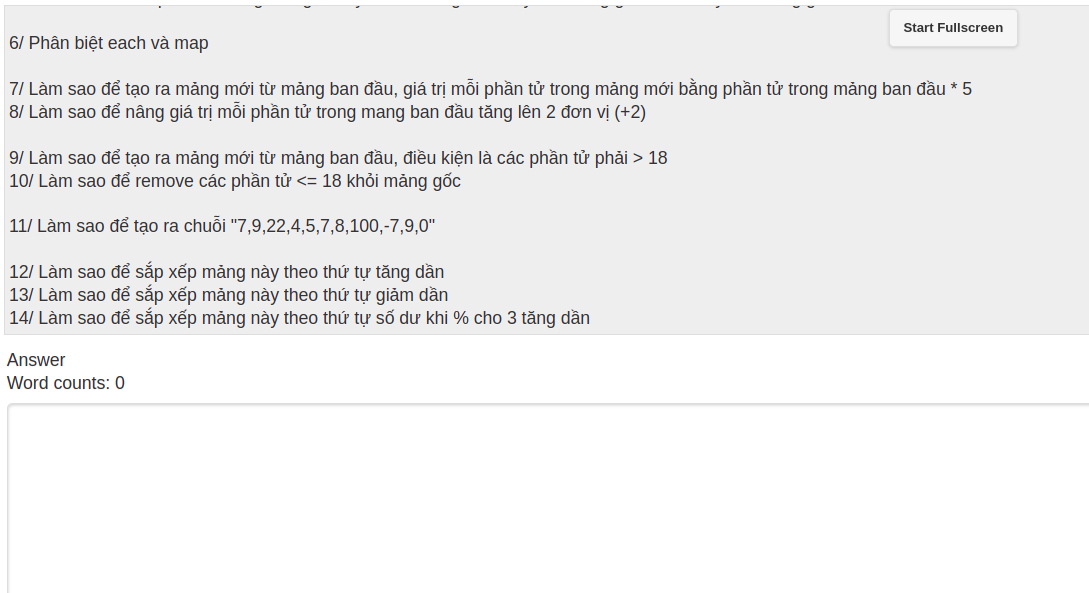 Start Fullscreen
6/ Phân biệt each và map
7/ Làm sao để tạo ra mảng mới từ mảng ban đầu, giá trị mỗi phần tử trong mảng mới bằng phần tử trong mảng ban đầu * 5
8/ Làm sao để nâng giá trị mỗi phần tử trong mang ban đầu tăng lên 2 đơn vị (+2)
9/ Làm sao để tạo ra mảng mới từ mảng ban đầu, điều kiện là các phần tử phải > 18
10/ Làm sao để remove các phần tử <= 18 khỏi mảng gốc
11/ Làm sao để tạo ra chuỗi "7,9,22,4,5,7,8,100,-7,9,0"
12/ Làm sao để sắp xếp mảng này theo thứ tự tăng dần
13/ Làm sao để sắp xếp mảng này theo thứ tự giảm dần
14/ Làm sao để sắp xếp mảng này theo thứ tự số dư khi % cho 3 tăng dần
Answer
Word counts: 0